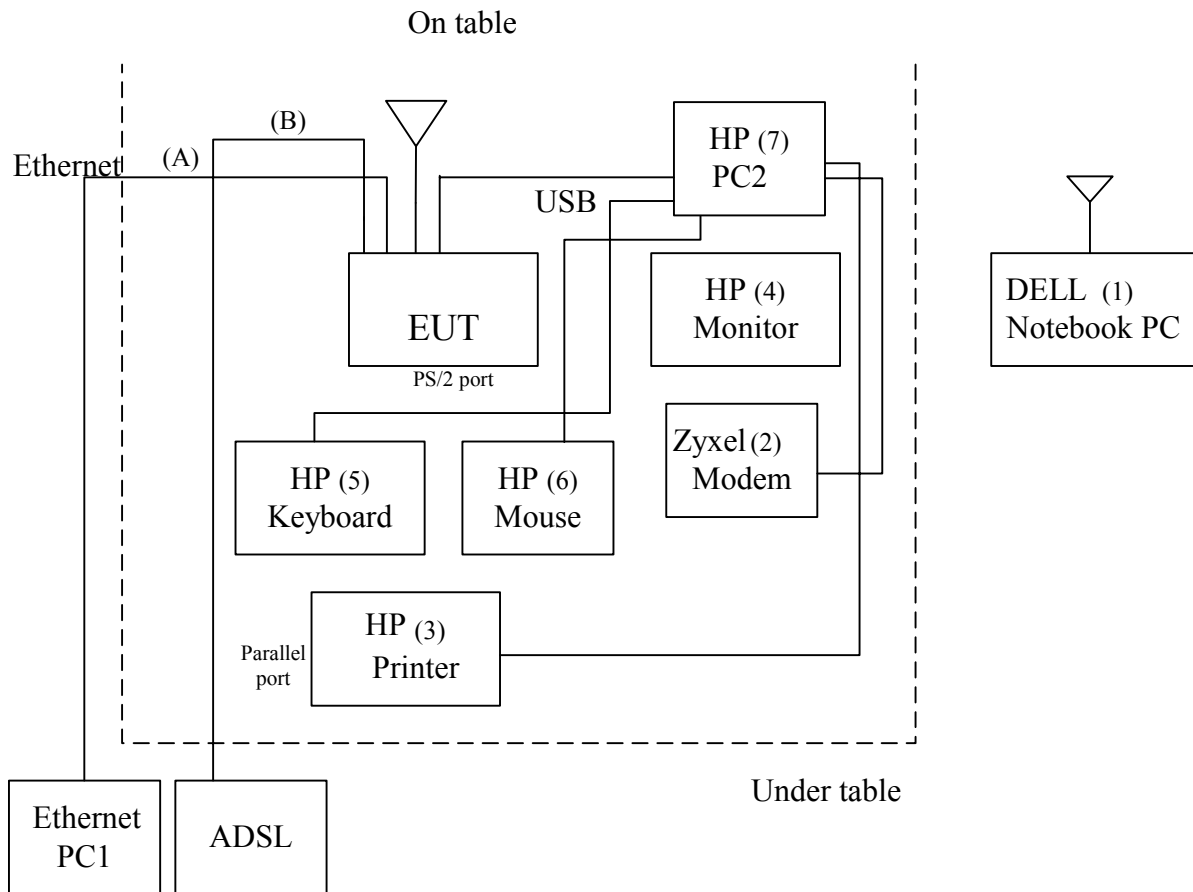 On table
(B)
HP (7)
PC2
Ethernet
(A)
USB
EUT
HP (4)
Monitor
DELL (1)
Notebook PC
PS/2 port
Zyxel (2)
Modem
HP (5)
Keyboard
HP (6)
Mouse
HP (3)
Printer
Parallel
port
Under table
Ethernet
PC1
ADSL